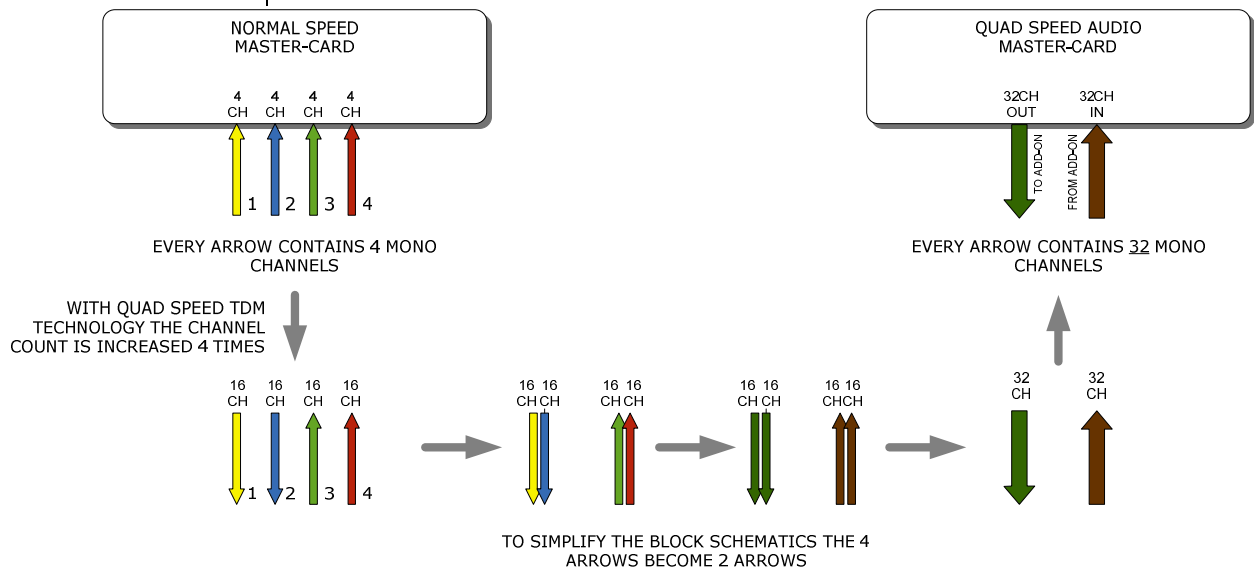 NORMAL SPEED
MASTER-CARD
4 4 4 4
CH CH CH CH
1 2 3 4
EVERY ARROW CONTAINS 4 MONO
CHANNELS
WITH QUAD SPEED TDM
TECHNOLOGY THE CHANNEL
COUNT IS INCREASED 4 TIMES
QUAD SPEED AUDIO
MASTER-CARD
32CH 32CH
OUT IN
TO ADD-ON
FROM ADD-ON
EVERY ARROW CONTAINS 32 MONO
CHANNELS
16 16 16 16
CH CH CH CH
1 2 3 4
16 16 16 16
CH CH CH CH
16 16 16 16
CH CH CH CH
32 32
CH CH
TO SIMPLIFY THE BLOCK SCHEMATICS THE 4
ARROWS BECOME 2 ARROWS